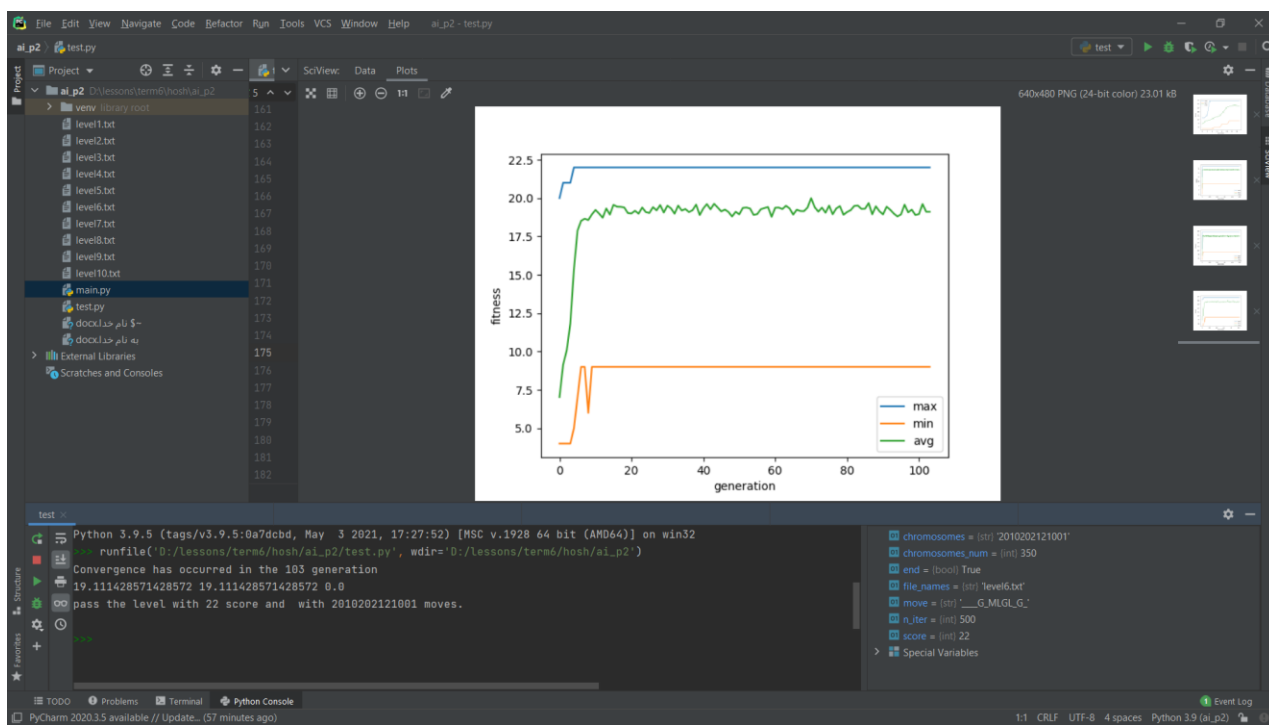 File Edit View Navigate Code Refactor Run Tools VCS Window Help ai_p2 - test.py
ai_p2 test.py
test
Project
SciView: Data Plots
ai_p2 D:\lessons\term6\hosh\ai_p2
venv library root
level1.txt
level2.txt
level3.txt
level4.txt
level5.txt
level6.txt
level7.txt
level8.txt
level9.txt
level10.txt
main.py
test.py
~$ نام خدا.docx
به نام خدا.docx
External Libraries
Scratches and Consoles
5
161
162
163
164
165
166
167
168
169
170
171
172
173
174
175
176
177
178
179
180
181
182
1:1
640x480 PNG (24-bit color) 23.01 kB
22.5
20.0
17.5
15.0
12.5
10.0
7.5
5.0
fitness
0 20 40 60 80 100
generation
max
min
avg
Project
Structure
Favorites
Database
SciView
test
Python 3.9.5 (tags/v3.9.5:0a7dcbd, May 3 2021, 17:27:52) [MSC v.1928 64 bit (AMD64)] on win32
>>> runfile('D:/lessons/term6/hosh/ai_p2/test.py', wdir='D:/lessons/term6/hosh/ai_p2')
Convergence has occurred in the 103 generation
19.111428571428572 19.111428571428572 0.0
pass the level with 22 score and with 2010202121001 moves.
>>>
chromosomes = {str} '2010202121001'
chromosomes_num = {int} 350
end = {bool} True
file_names = {str} 'level6.txt'
move = {str} '___G_MLGL_G_'
n_iter = {int} 500
score = {int} 22
Special Variables
TODO Problems Terminal Python Console
1 Event Log
PyCharm 2020.3.5 available // Update... (57 minutes ago)
1:1 CRLF UTF-8 4 spaces Python 3.9 (ai_p2)